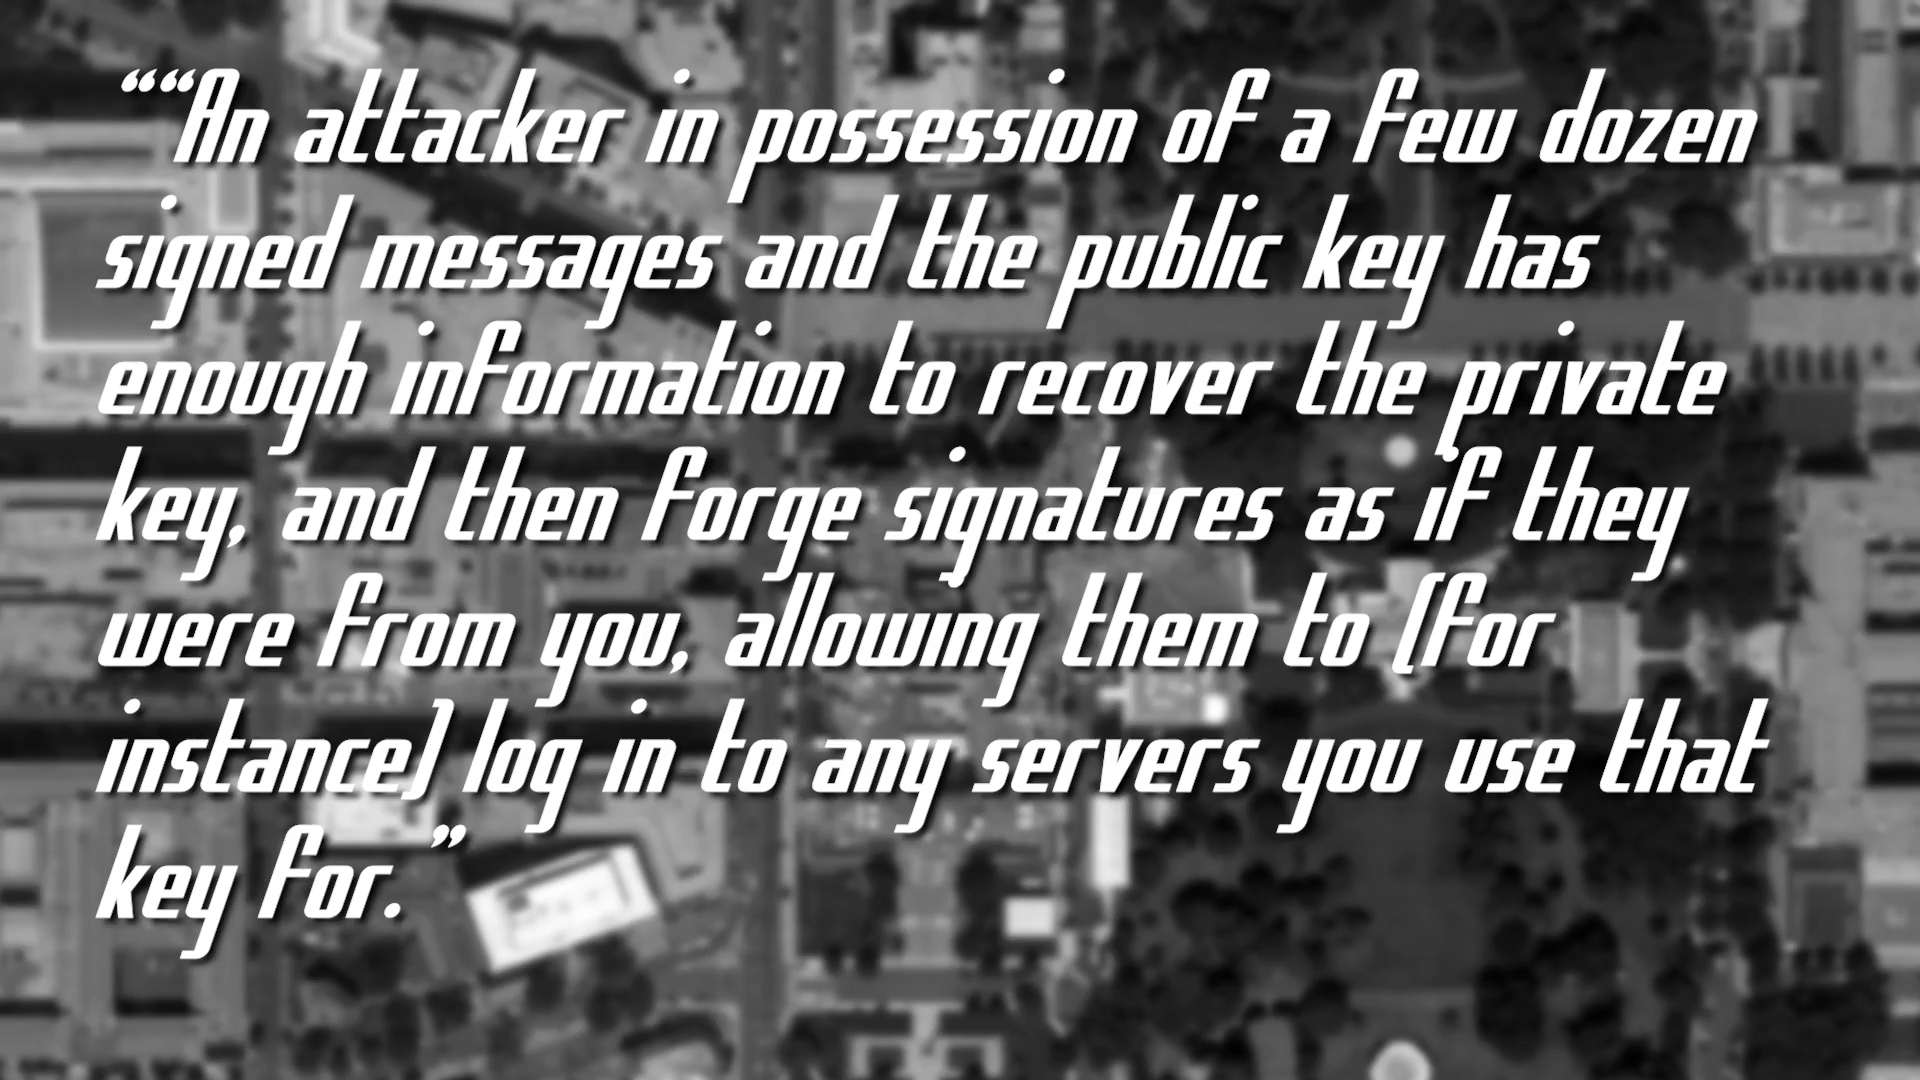 ““An attacker in possession of a few dozen
signed messages and the public key has
enough information to recover the private
key, and then forge signatures as if they
were from you, allowing them to (for
instance) log in to any servers you use that
key for.”